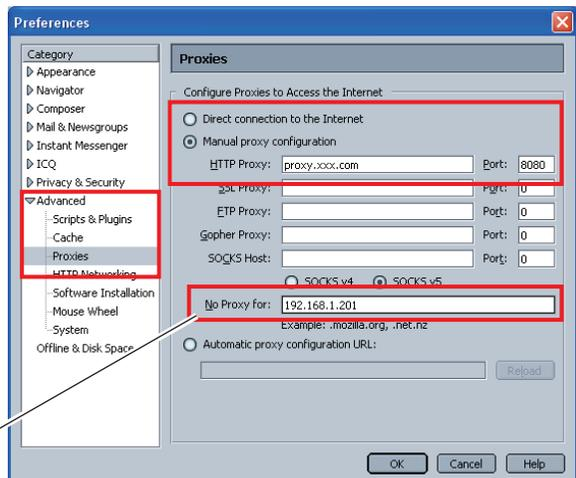 Preferences
Category
Appearance
Navigator
Composer
Mail & Newsgroups
Instant Messenger
ICQ
Privacy & Security
Advanced
Scripts & Plugins
Cache
Proxies
HTTP Networking
Software Installation
Mouse Wheel
System
Offline & Disk Space
Proxies
Configure Proxies to Access the Internet
Direct connection to the Internet
Manual proxy configuration
HTTP Proxy: proxy.xxx.com Port: 8080
SSL Proxy: Port: 0
FTP Proxy: Port: 0
Gopher Proxy: Port: 0
SOCKS Host: Port: 0
SOCKS v4 SOCKS v5
No Proxy for: 192.168.1.201
Example: .mozilla.org, .net.nz
Automatic proxy configuration URL:
Reload
OK Cancel Help